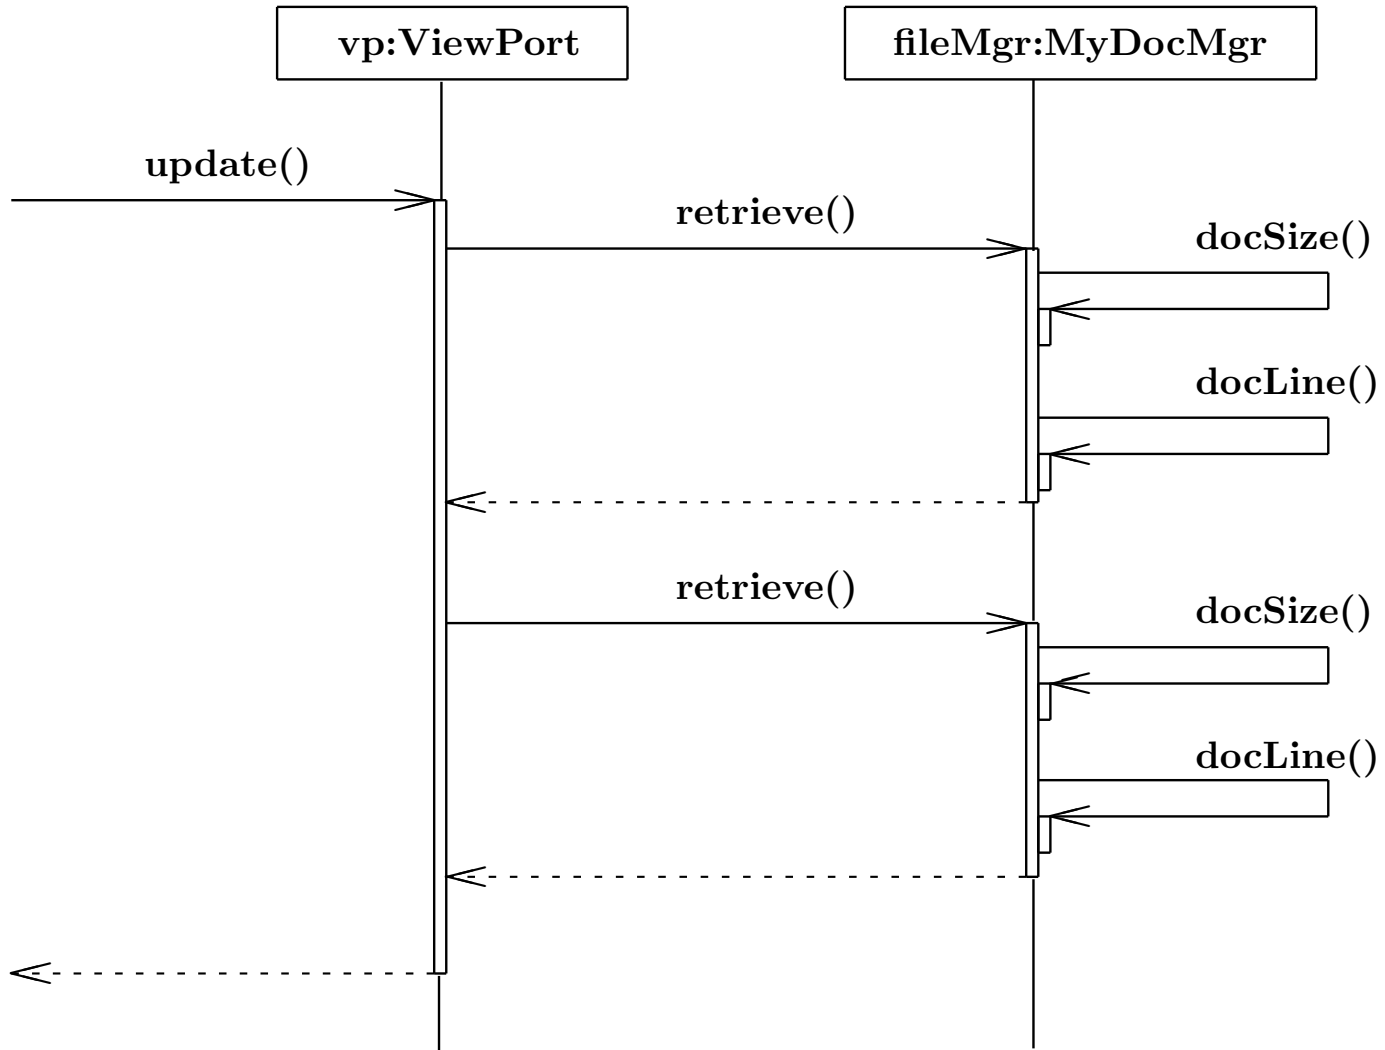 vp:ViewPort
fileMgr:MyDocMgr
update()
retrieve()
docSize()
docLine()
retrieve()
docSize()
docLine()